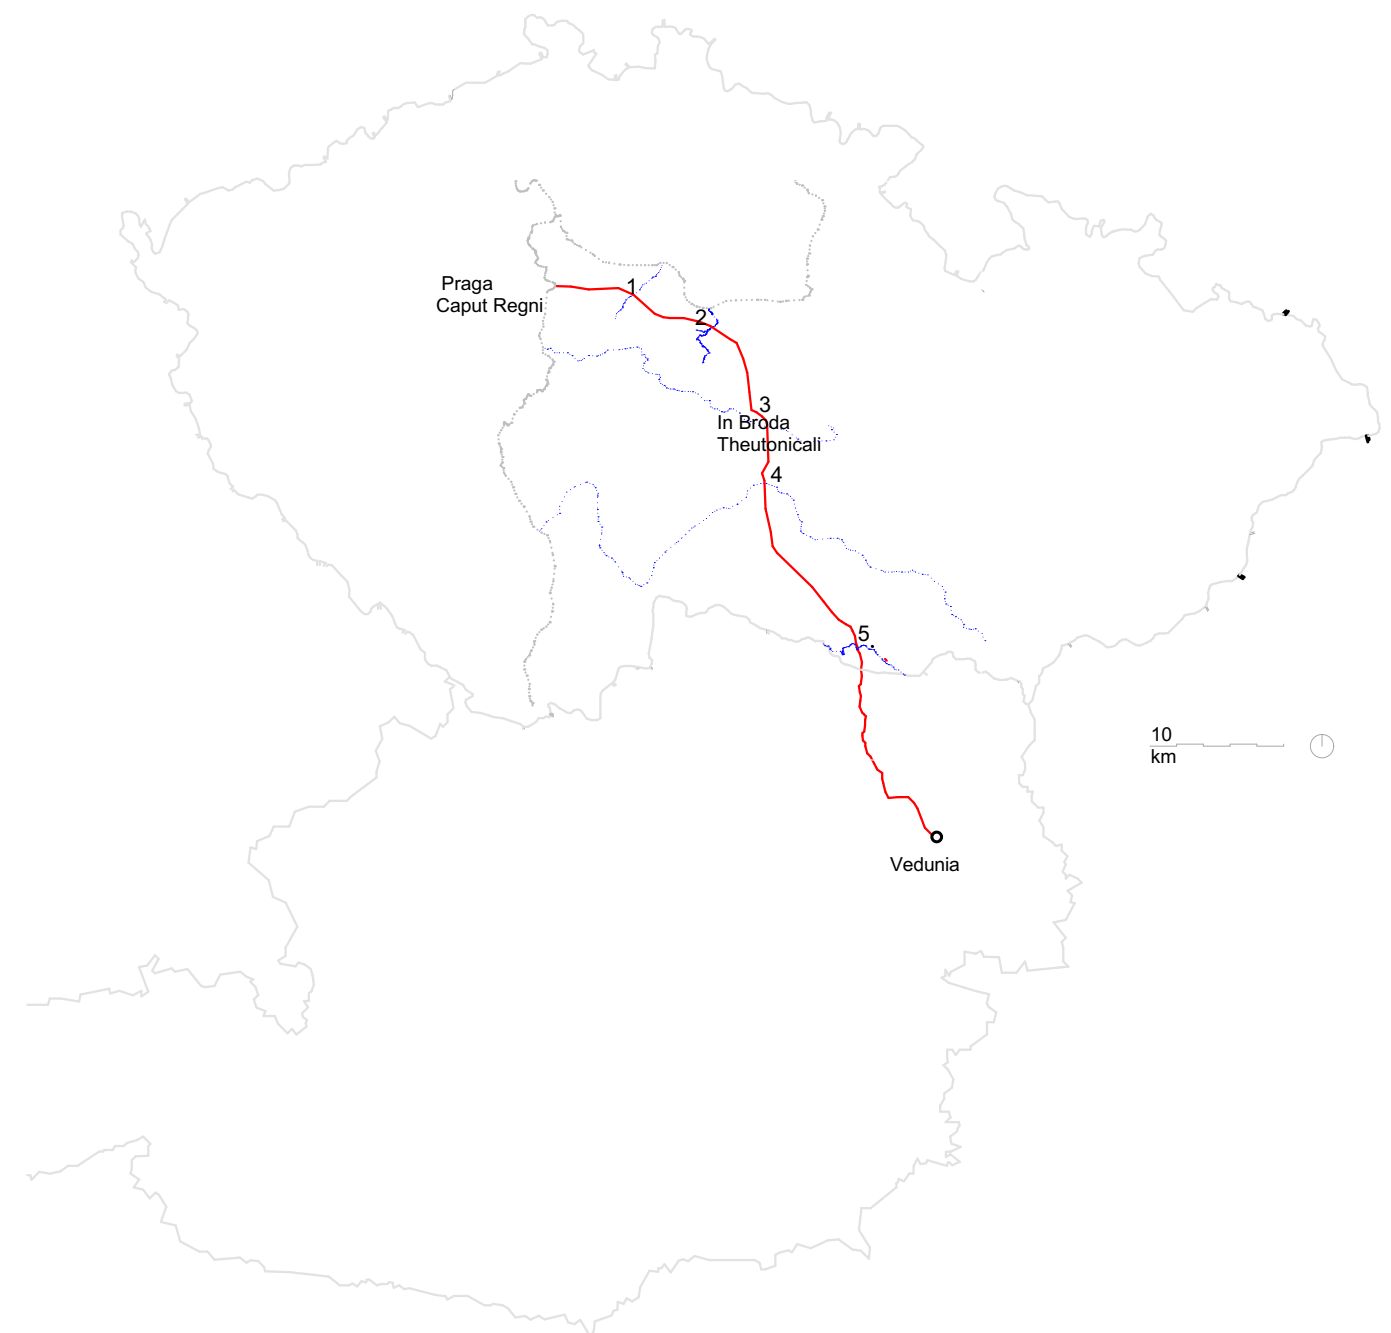 1
Praga
Caput Regni
2
3
In Broda
Theutonicali
4
5.
10
km
Vedunia